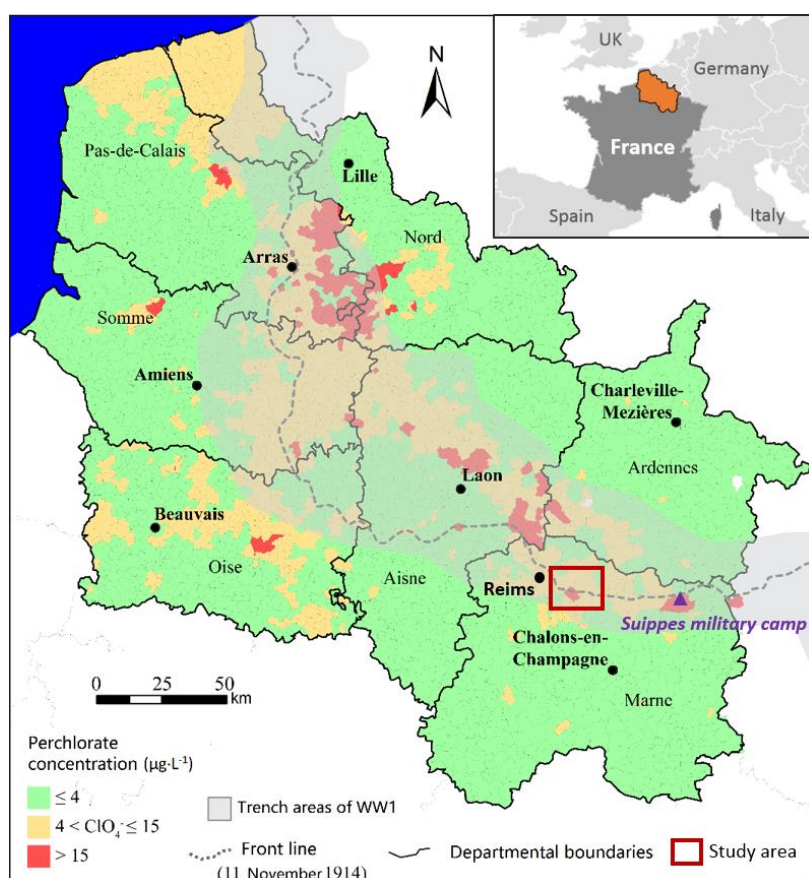 N
UK
Germany
France
Spain
Italy
Pas-de-Calais
Lille
Nord
Arras
Somme
Amiens
Charleville-
Mezières
Ardennes
Laon
Beauvais
Oise
Aisne
Reims
Suippes military camp
Chalons-en-
Champagne
Marne
0 25 50
km
Perchlorate
concentration (µg·L⁻¹)
≤ 4
4 < ClO₄⁻ ≤ 15
> 15
Trench areas of WW1
Front line
(11 November 1914)
Departmental boundaries
Study area